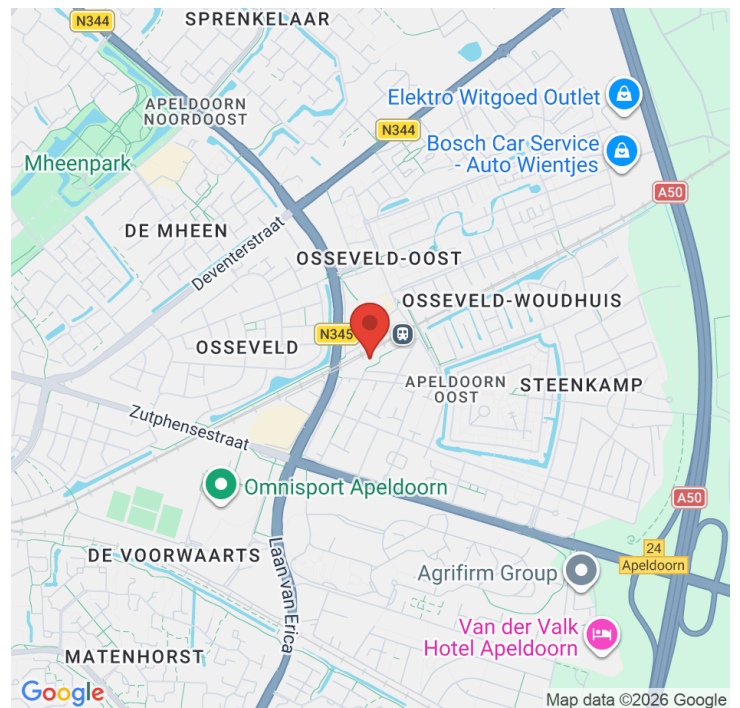 SPRENKELAAR
N344
APELDOORN
NOORDOOST
Elektro Witgoed Outlet
N344
Bosch Car Service
- Auto Wientjes
Mheenpark
A50
DE MHEEN
Deventerstraat
OSSEVELD-OOST
OSSEVELD-WOUDHUIS
N345
OSSEVELD
APELDOORN
OOST
STEENKAMP
Zutphensestraat
Omnisport Apeldoorn
A50
Laan van Erica
DE VOORWAARTS
24
Apeldoorn
Agrifirm Group
Van der Valk
Hotel Apeldoorn
MATENHORST
Google
Map data ©2026 Google